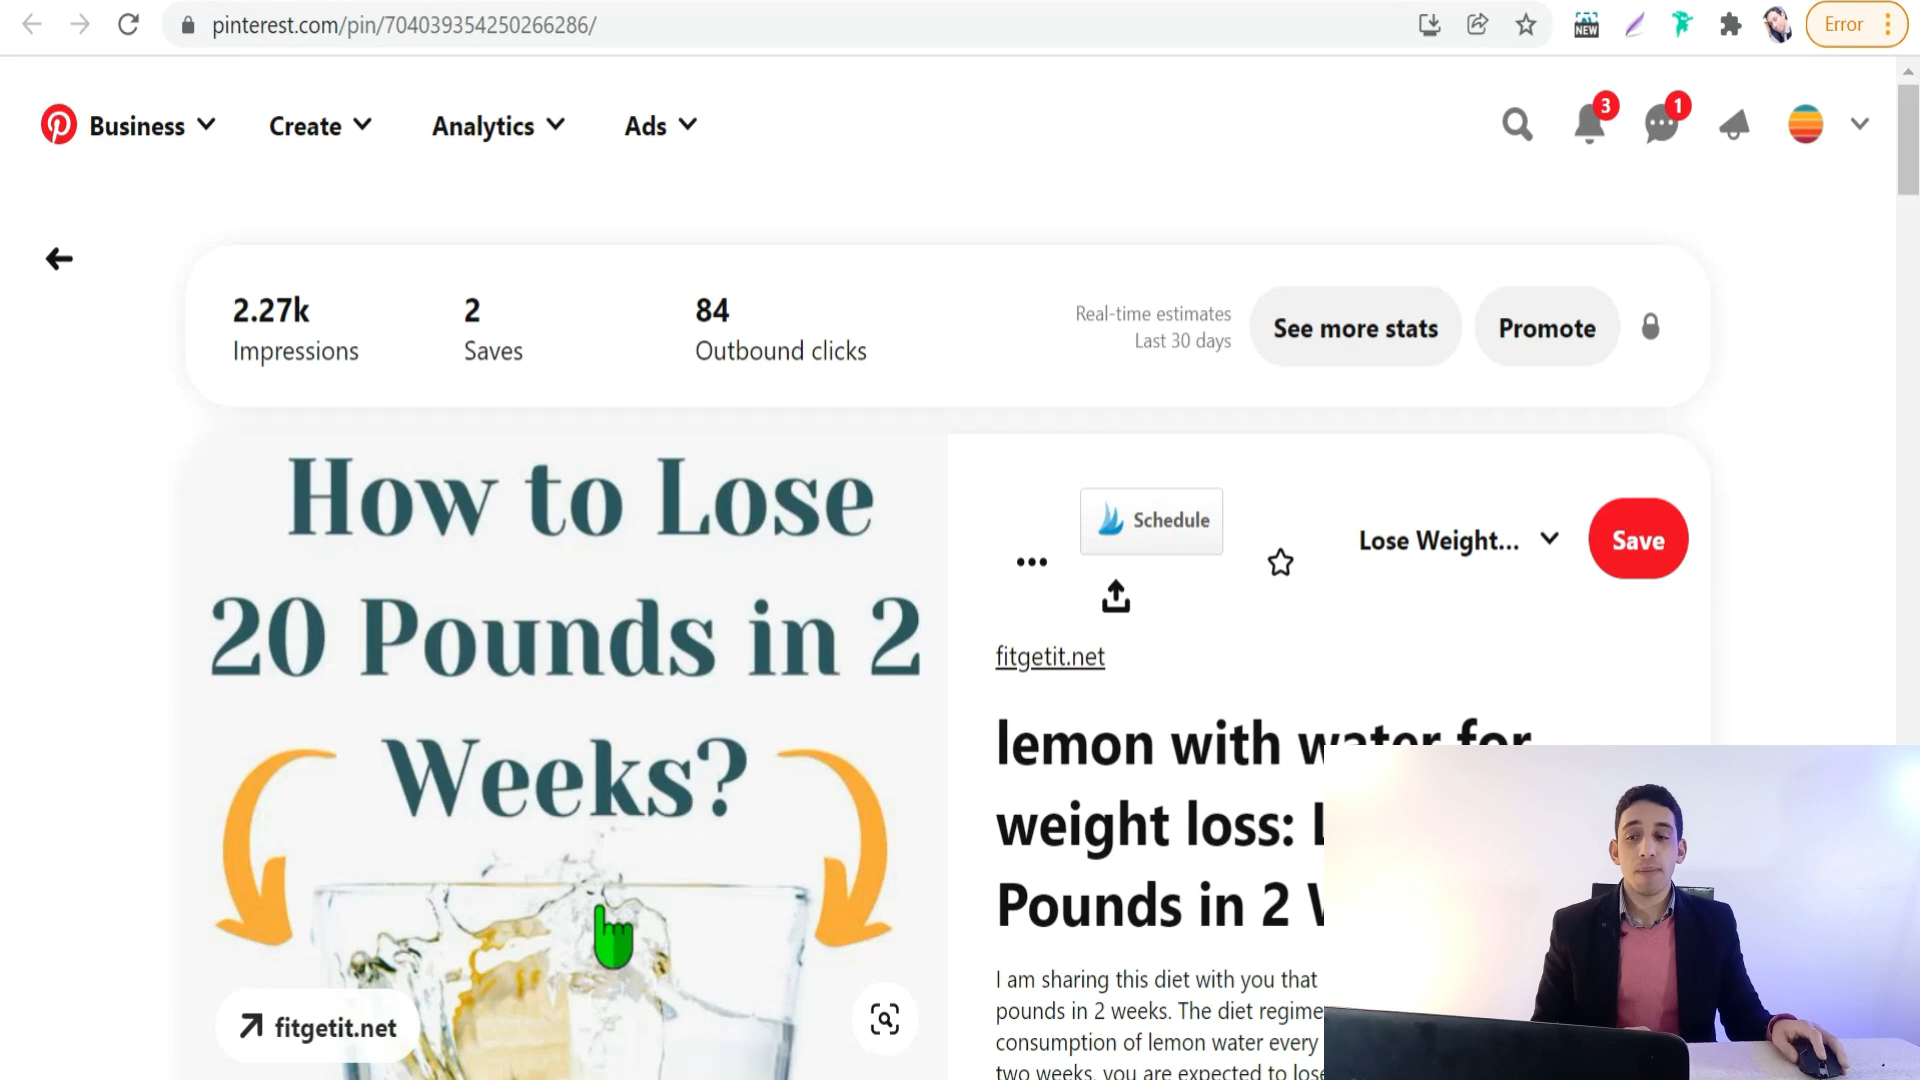 pinterest.com/pin/704039354250266286/
NEW
Error
Business
Create
Analytics
Ads
3
1
2.27k
Impressions
2
Saves
84
Outbound clicks
Real-time estimates
Last 30 days
See more stats
Promote
How to Lose
20 Pounds in 2
Weeks?
fitgetit.net
Schedule
Lose Weight...
Save
fitgetit.net
lemon with water for
weight loss:
Pounds in 2
I am sharing this diet with you that
pounds in 2 weeks. The diet regime
consumption of lemon water every
two weeks, you are expected to lose